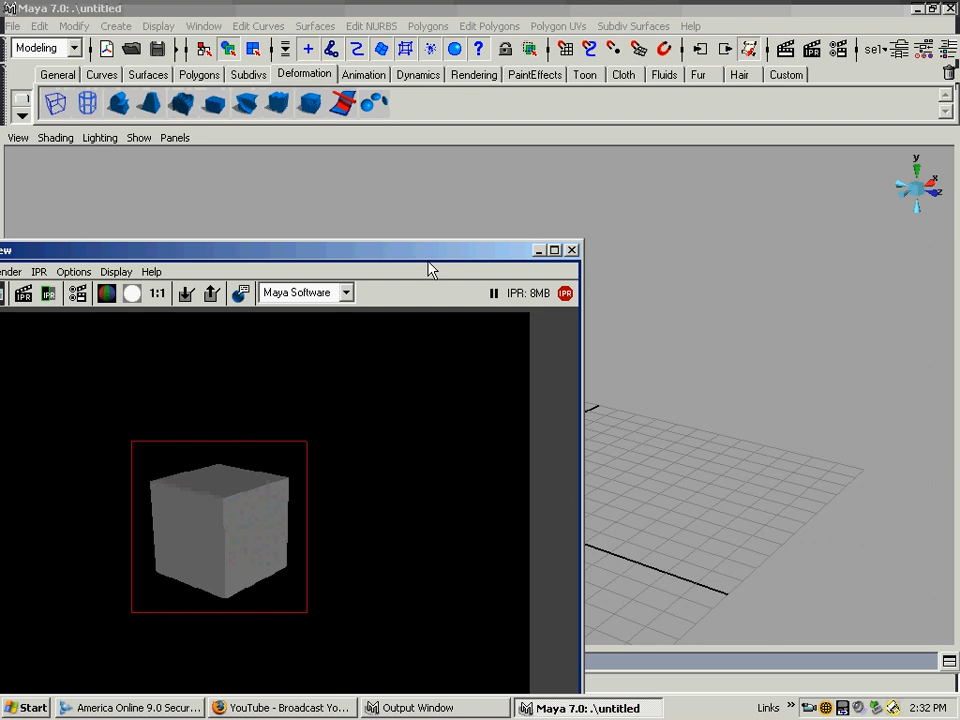 Maya 7.0: .\untitled
File Edit Modify Create Display Window Edit Curves Surfaces Edit NURBS Polygons Edit Polygons Polygon UVs Subdiv Surfaces Help
Modeling sel
General Curves Surfaces Polygons Subdivs Deformation Animation Dynamics Rendering PaintEffects Toon Cloth Fluids Fur Hair Custom
View Shading Lighting Show Panels
y
x
z
ew
ender IPR Options Display Help
IPR IPR 1:1 Maya Software IPR: 8MB IPR
Start America Online 9.0 Secur... YouTube - Broadcast Yo... Output Window Maya 7.0: .\untitled Links » 2:32 PM